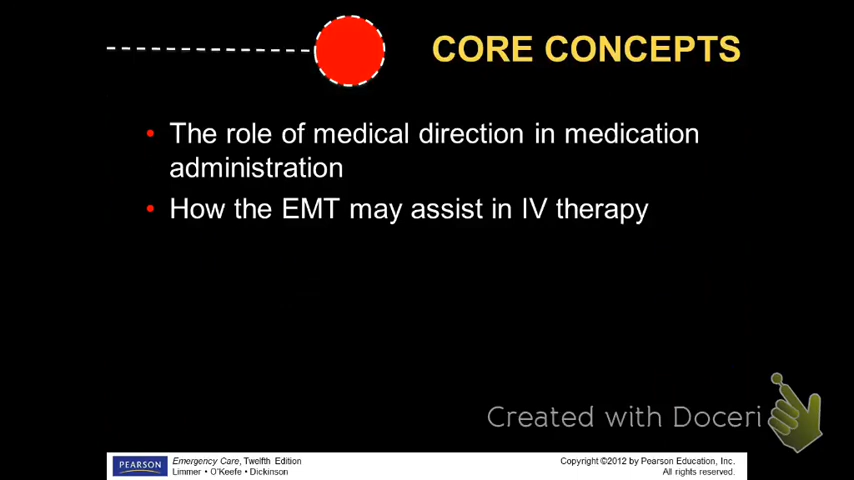 CORE CONCEPTS
• The role of medical direction in medication
administration
• How the EMT may assist in IV therapy
Created with Doceri
PEARSON
Emergency Care, Twelfth Edition
Limmer • O'Keefe • Dickinson
Copyright ©2012 by Pearson Education, Inc.
All rights reserved.